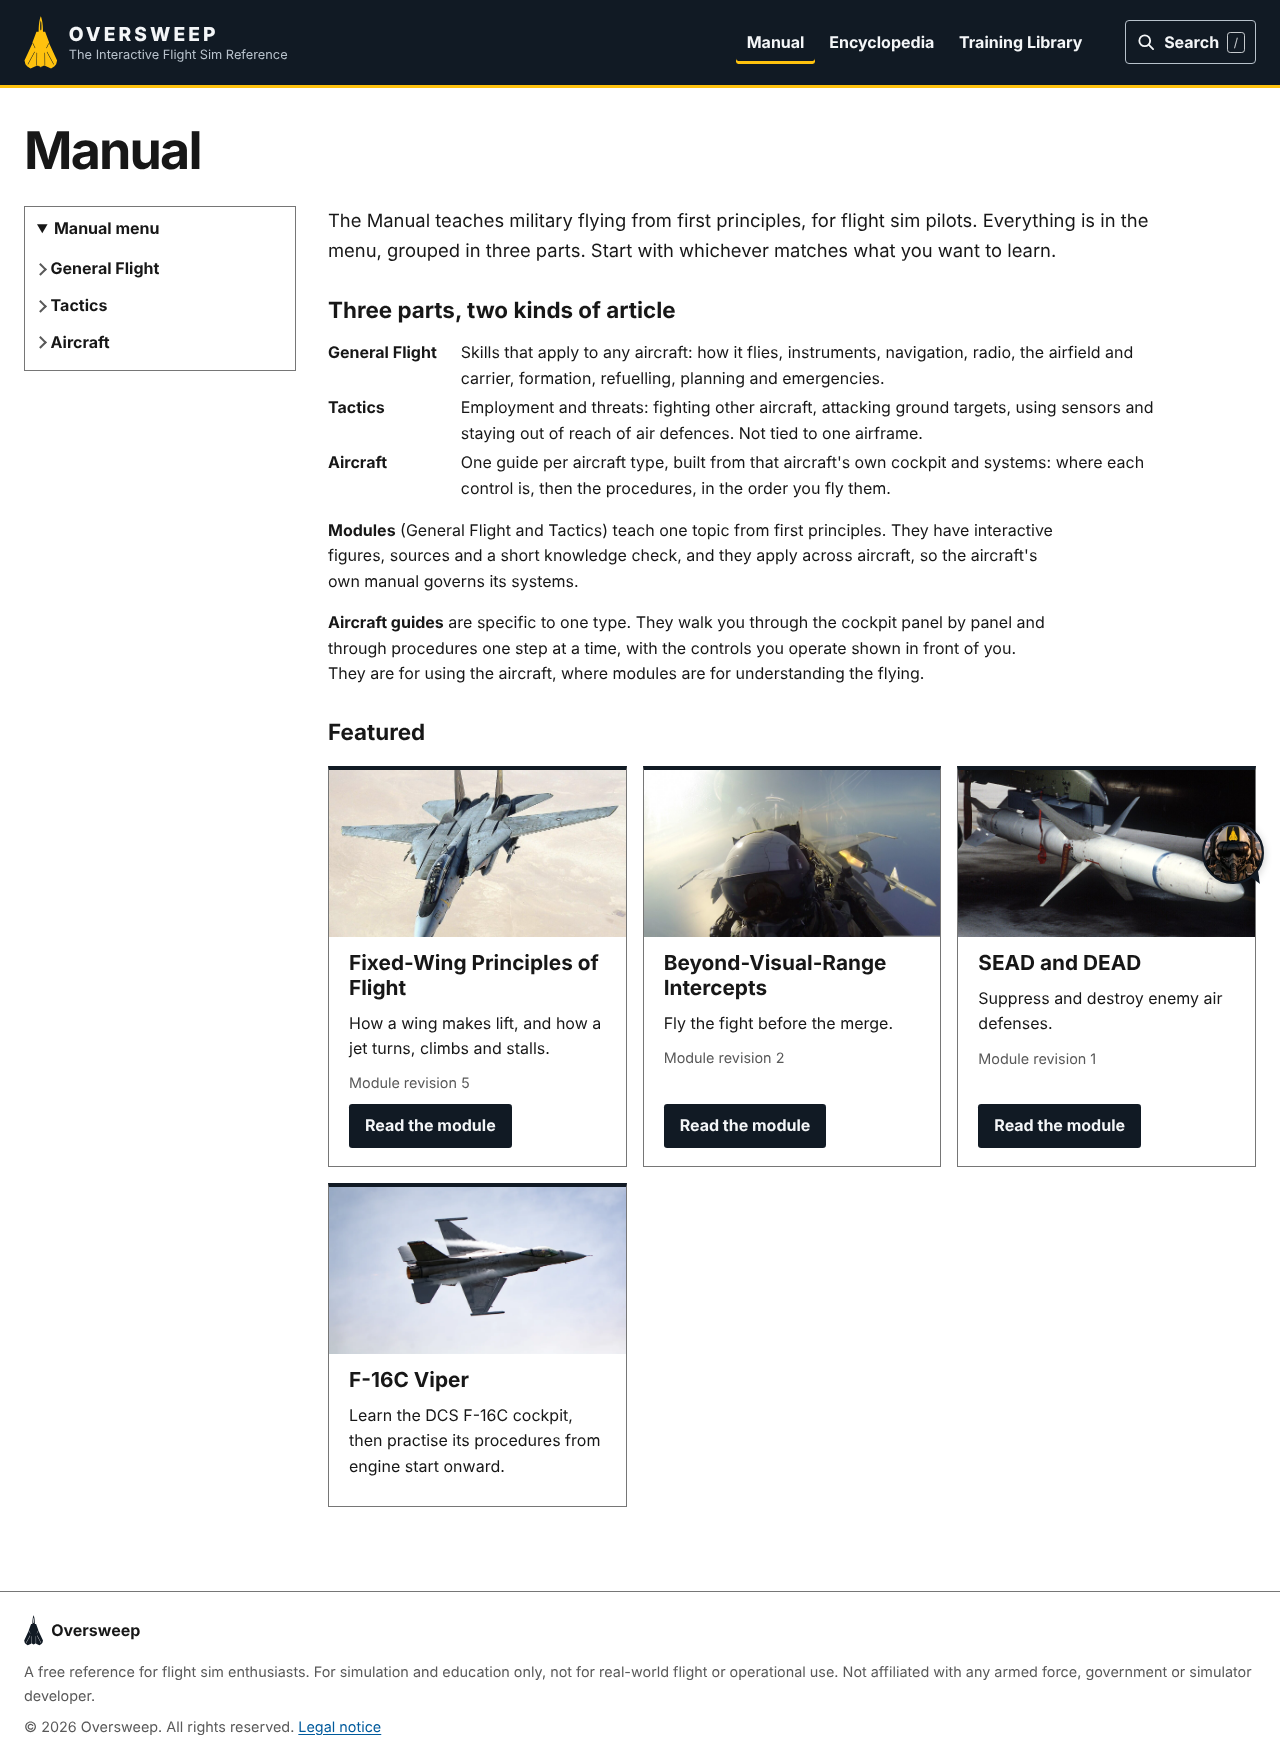 OVERSWEEP
The Interactive Flight Sim Reference
Manual
Encyclopedia
Training Library
Search /
Manual
Manual menu
General Flight
Tactics
Aircraft
The Manual teaches military flying from first principles, for flight sim pilots. Everything is in the
menu, grouped in three parts. Start with whichever matches what you want to learn.
Three parts, two kinds of article
General Flight
Skills that apply to any aircraft: how it flies, instruments, navigation, radio, the airfield and
carrier, formation, refuelling, planning and emergencies.
Tactics
Employment and threats: fighting other aircraft, attacking ground targets, using sensors and
staying out of reach of air defences. Not tied to one airframe.
Aircraft
One guide per aircraft type, built from that aircraft's own cockpit and systems: where each
control is, then the procedures, in the order you fly them.
Modules (General Flight and Tactics) teach one topic from first principles. They have interactive
figures, sources and a short knowledge check, and they apply across aircraft, so the aircraft's
own manual governs its systems.
Aircraft guides are specific to one type. They walk you through the cockpit panel by panel and
through procedures one step at a time, with the controls you operate shown in front of you.
They are for using the aircraft, where modules are for understanding the flying.
Featured
Fixed-Wing Principles of
Flight
How a wing makes lift, and how a
jet turns, climbs and stalls.
Module revision 5
Read the module
Beyond-Visual-Range
Intercepts
Fly the fight before the merge.
Module revision 2
Read the module
SEAD and DEAD
Suppress and destroy enemy air
defenses.
Module revision 1
Read the module
F-16C Viper
Learn the DCS F-16C cockpit,
then practise its procedures from
engine start onward.
Oversweep
A free reference for flight sim enthusiasts. For simulation and education only, not for real-world flight or operational use. Not affiliated with any armed force, government or simulator
developer.
© 2026 Oversweep. All rights reserved. Legal notice